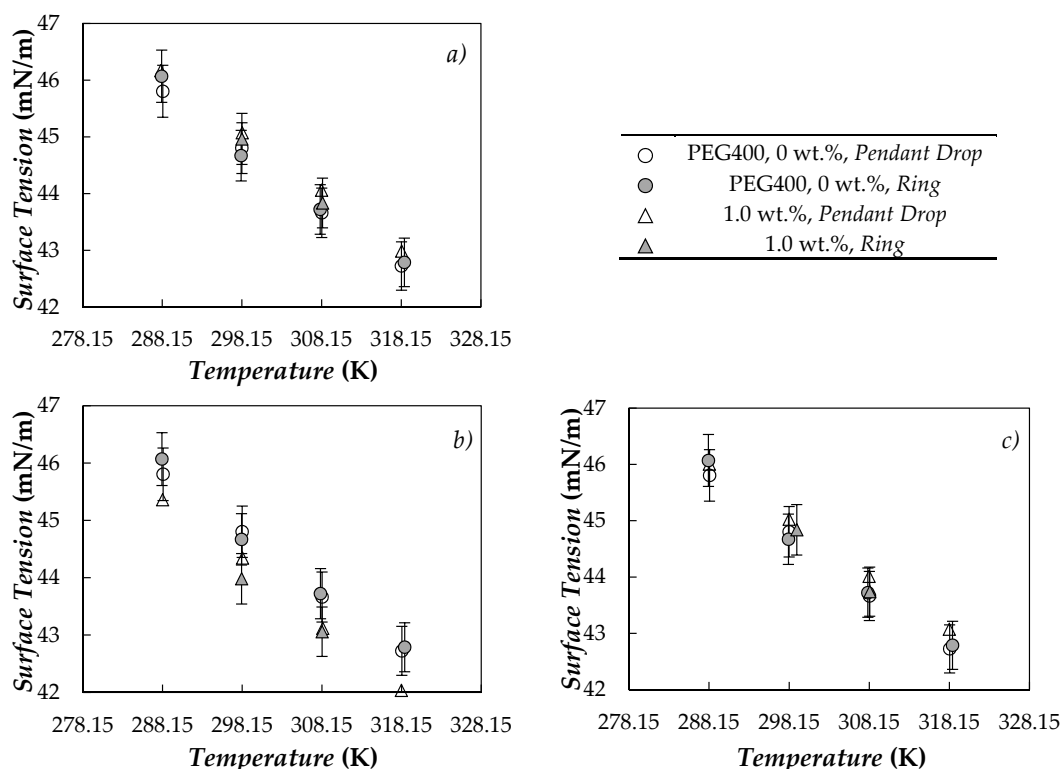 47
46
45
44
43
42
Surface Tension (mN/m)
a)
278.15 288.15 298.15 308.15 318.15 328.15
Temperature (K)
PEG400, 0 wt.%, Pendant Drop
PEG400, 0 wt.%, Ring
1.0 wt.%, Pendant Drop
1.0 wt.%, Ring
47
46
45
44
43
42
Surface Tension (mN/m)
b)
278.15 288.15 298.15 308.15 318.15 328.15
Temperature (K)
47
46
45
44
43
42
Surface Tension (mN/m)
c)
278.15 288.15 298.15 308.15 318.15 328.15
Temperature (K)